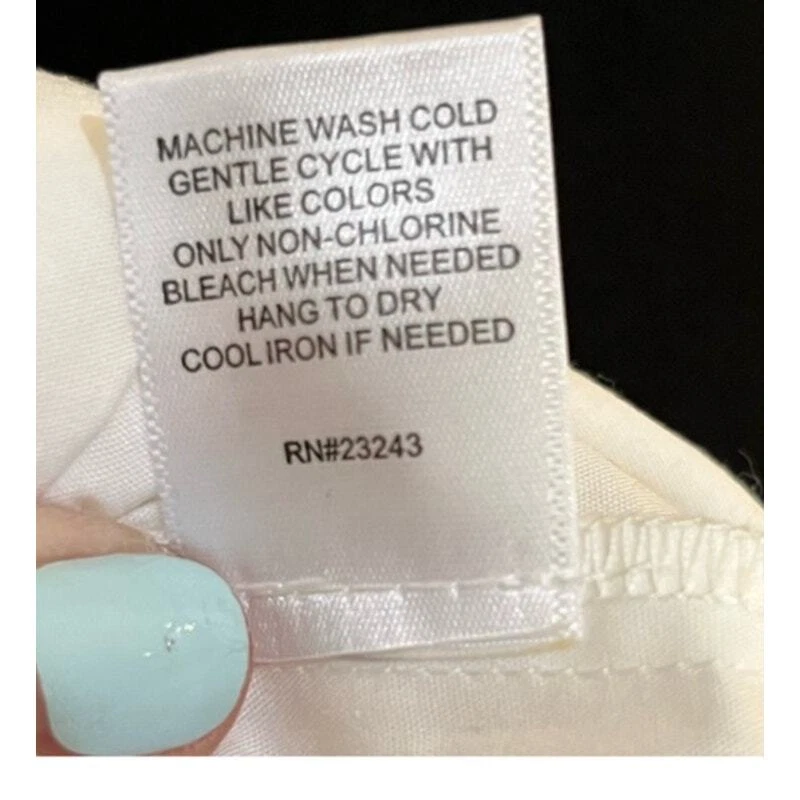 MACHINE WASH COLD
GENTLE CYCLE WITH
LIKE COLORS
ONLY NON-CHLORINE
BLEACH WHEN NEEDED
HANG TO DRY
COOL IRON IF NEEDED
RN#23243